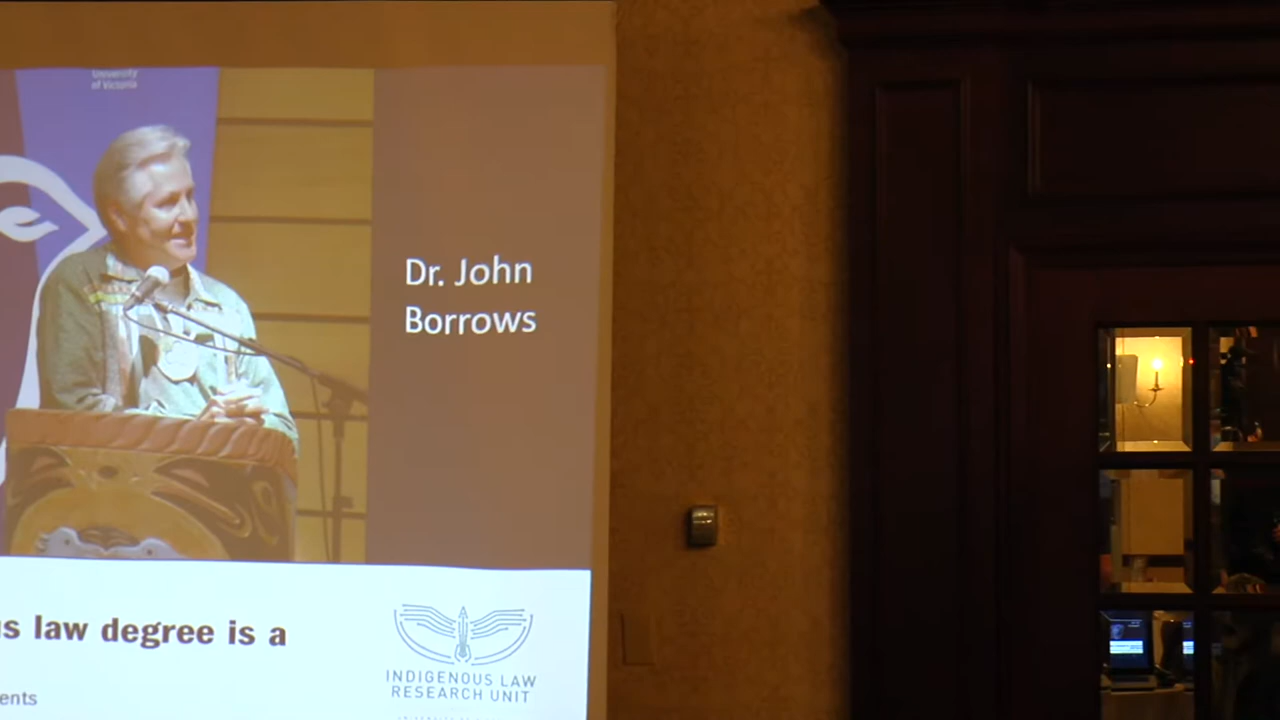 University
of Victoria
Dr. John
Borrows
s law degree is a
ents
INDIGENOUS LAW
RESEARCH UNIT